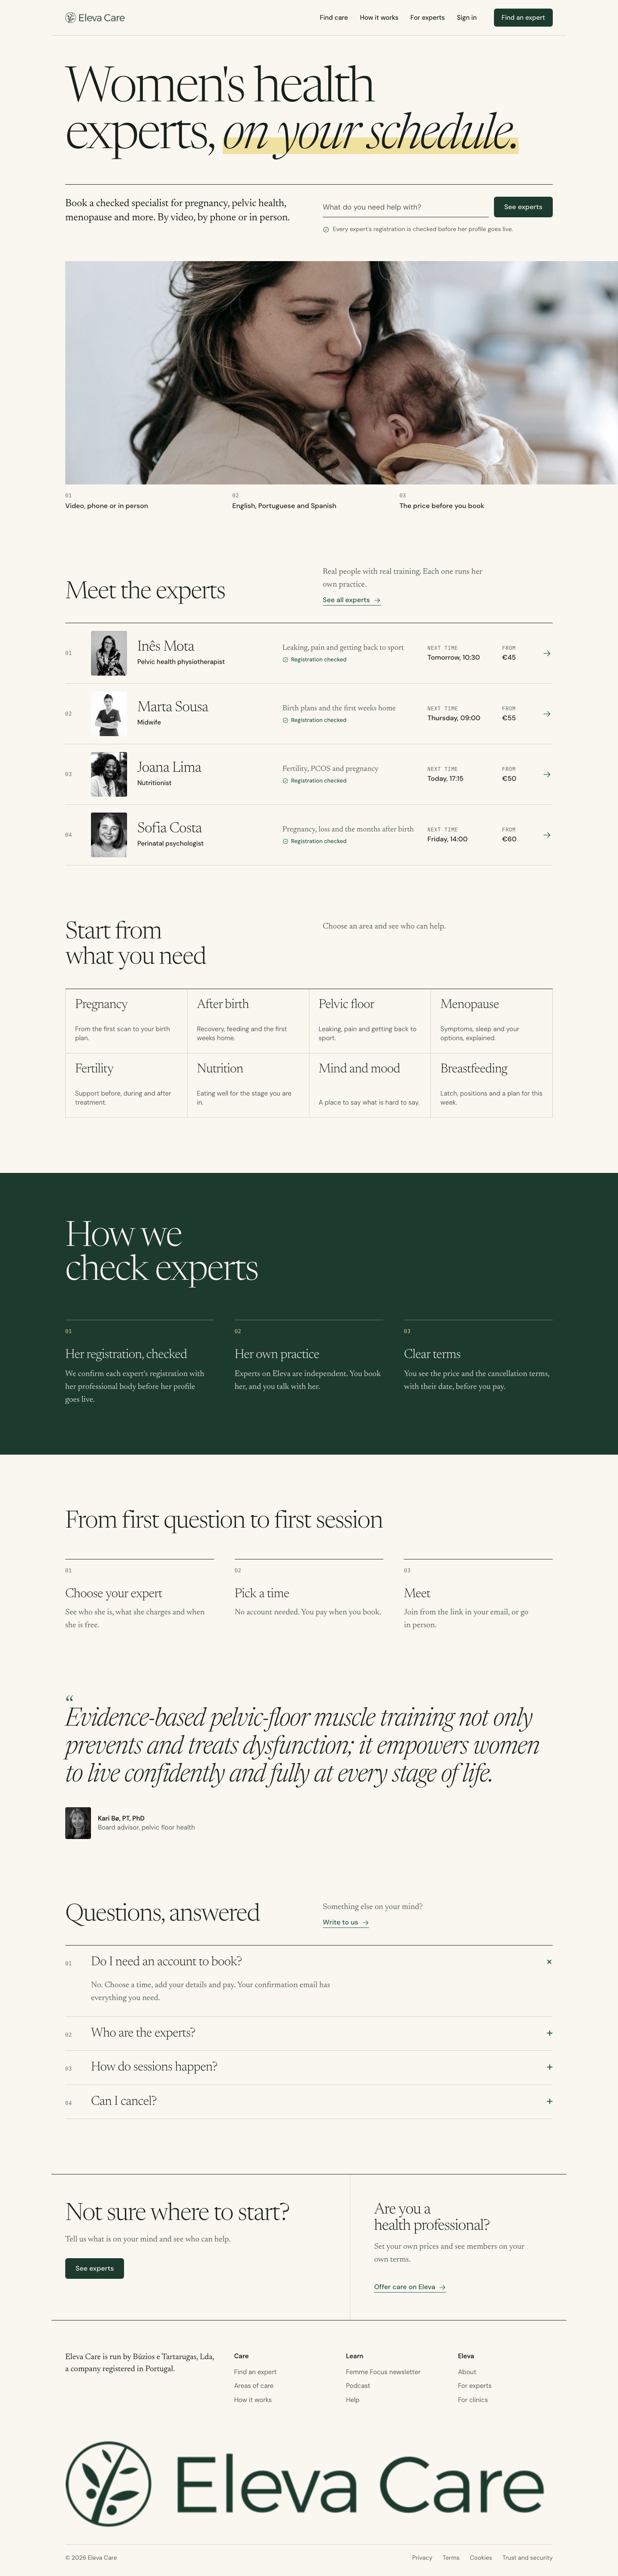 Eleva Care
Find care
How it works
For experts
Sign in
Find an expert
Women's health
experts, on your schedule.
Book a checked specialist for pregnancy, pelvic health,
menopause and more. By video, by phone or in person.
What do you need help with?
See experts
Every expert's registration is checked before her profile goes live.
01
Video, phone or in person
02
English, Portuguese and Spanish
03
The price before you book
Meet the experts
Real people with real training. Each one runs her
own practice.
See all experts →
01
Inês Mota
Pelvic health physiotherapist
Leaking, pain and getting back to sport
Registration checked
NEXT TIME
Tomorrow, 10:30
FROM
€45
→
02
Marta Sousa
Midwife
Birth plans and the first weeks home
Registration checked
NEXT TIME
Thursday, 09:00
FROM
€55
→
03
Joana Lima
Nutritionist
Fertility, PCOS and pregnancy
Registration checked
NEXT TIME
Today, 17:15
FROM
€50
→
04
Sofia Costa
Perinatal psychologist
Pregnancy, loss and the months after birth
Registration checked
NEXT TIME
Friday, 14:00
FROM
€60
→
Start from
what you need
Choose an area and see who can help.
Pregnancy
From the first scan to your birth
plan.
After birth
Recovery, feeding and the first
weeks home.
Pelvic floor
Leaking, pain and getting back to
sport.
Menopause
Symptoms, sleep and your
options, explained.
Fertility
Support before, during and after
treatment.
Nutrition
Eating well for the stage you are
in.
Mind and mood
A place to say what is hard to say.
Breastfeeding
Latch, positions and a plan for this
week.
How we
check experts
01
Her registration, checked
We confirm each expert's registration with
her professional body before her profile
goes live.
02
Her own practice
Experts on Eleva are independent. You book
her, and you talk with her.
03
Clear terms
You see the price and the cancellation terms,
with their date, before you pay.
From first question to first session
01
Choose your expert
See who she is, what she charges and when
she is free.
02
Pick a time
No account needed. You pay when you book.
03
Meet
Join from the link in your email, or go
in person.
“
Evidence-based pelvic-floor muscle training not only
prevents and treats dysfunction; it empowers women
to live confidently and fully at every stage of life.
Kari Bø, PT, PhD
Board advisor, pelvic floor health
Questions, answered
Something else on your mind?
Write to us →
01
Do I need an account to book?
No. Choose a time, add your details and pay. Your confirmation email has
everything you need.
02
Who are the experts?
+
03
How do sessions happen?
+
04
Can I cancel?
+
Not sure where to start?
Tell us what is on your mind and see who can help.
See experts
Are you a
health professional?
Set your own prices and see members on your
own terms.
Offer care on Eleva →
Eleva Care is run by Búzios e Tartarugas, Lda,
a company registered in Portugal.
Care
Find an expert
Areas of care
How it works
Learn
Femme Focus newsletter
Podcast
Help
Eleva
About
For experts
For clinics
Eleva Care
© 2026 Eleva Care
Privacy
Terms
Cookies
Trust and security